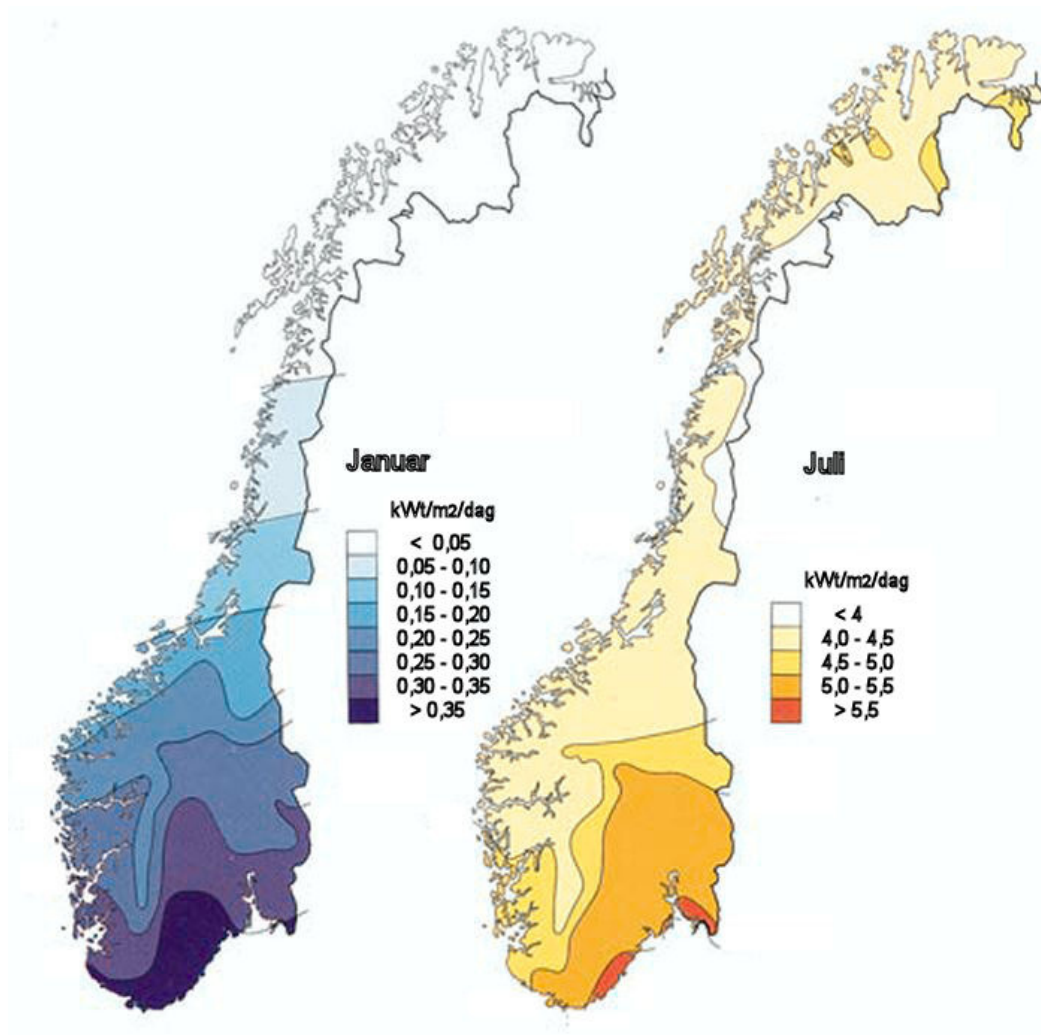 Januar
kWt/m2/dag
< 0,05
0,05 - 0,10
0,10 - 0,15
0,15 - 0,20
0,20 - 0,25
0,25 - 0,30
0,30 - 0,35
> 0,35
Juli
kWt/m2/dag
< 4
4,0 - 4,5
4,5 - 5,0
5,0 - 5,5
> 5,5